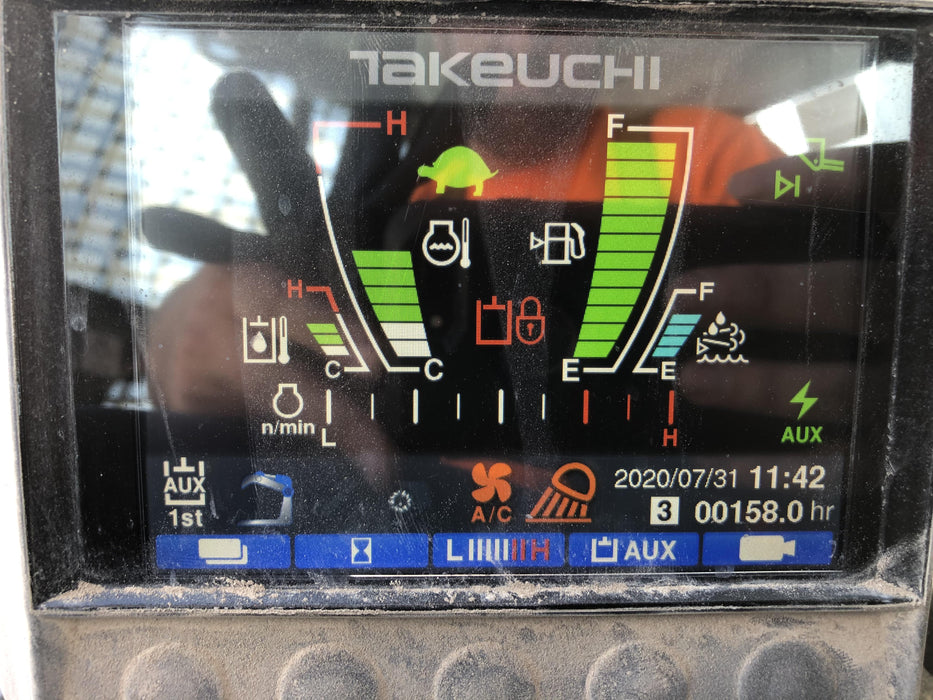 TAKEUCHI
H
F
H
F
C
C
E
E
n/min
L
H
AUX
AUX
1st
A/C
2020/07/31 11:42
3 00158.0 hr
L H
AUX